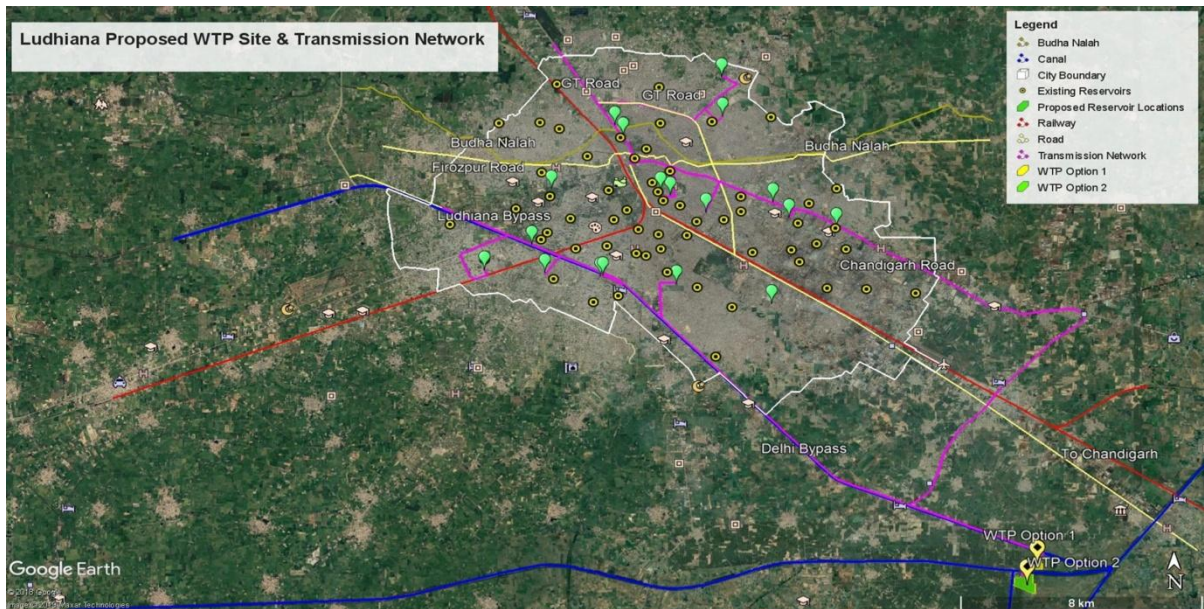 Ludhiana Proposed WTP Site & Transmission Network
Legend
Budha Nalah
Canal
City Boundary
Existing Reservoirs
Proposed Reservoir Locations
Railway
Road
Transmission Network
WTP Option 1
WTP Option 2
GT Road
GT Road
Budha Nalah
Budha Nalah
Firozpur Road
Ludhiana Bypass
Chandigarh Road
Delhi Bypass
To Chandigarh
WTP Option 1
WTP Option 2
Google Earth
N
8 km